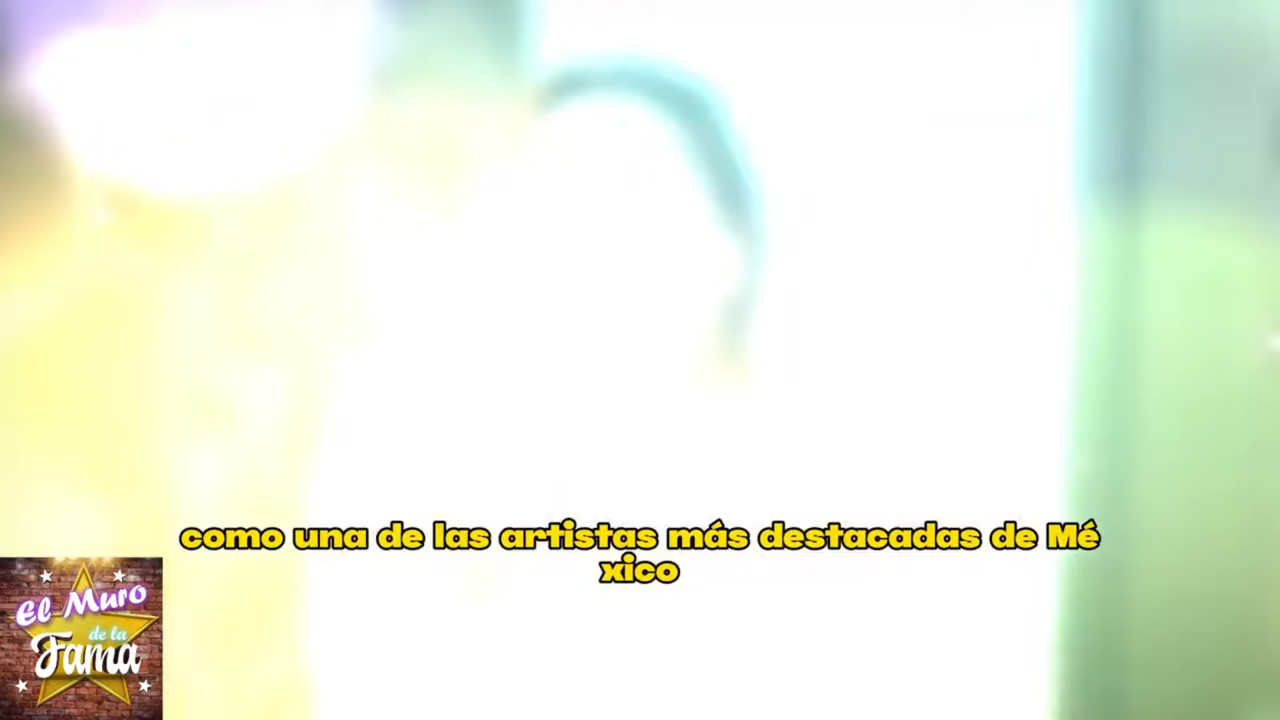 como una de las artistas más destacadas de Mé
xico
El Muro
de la
Fama